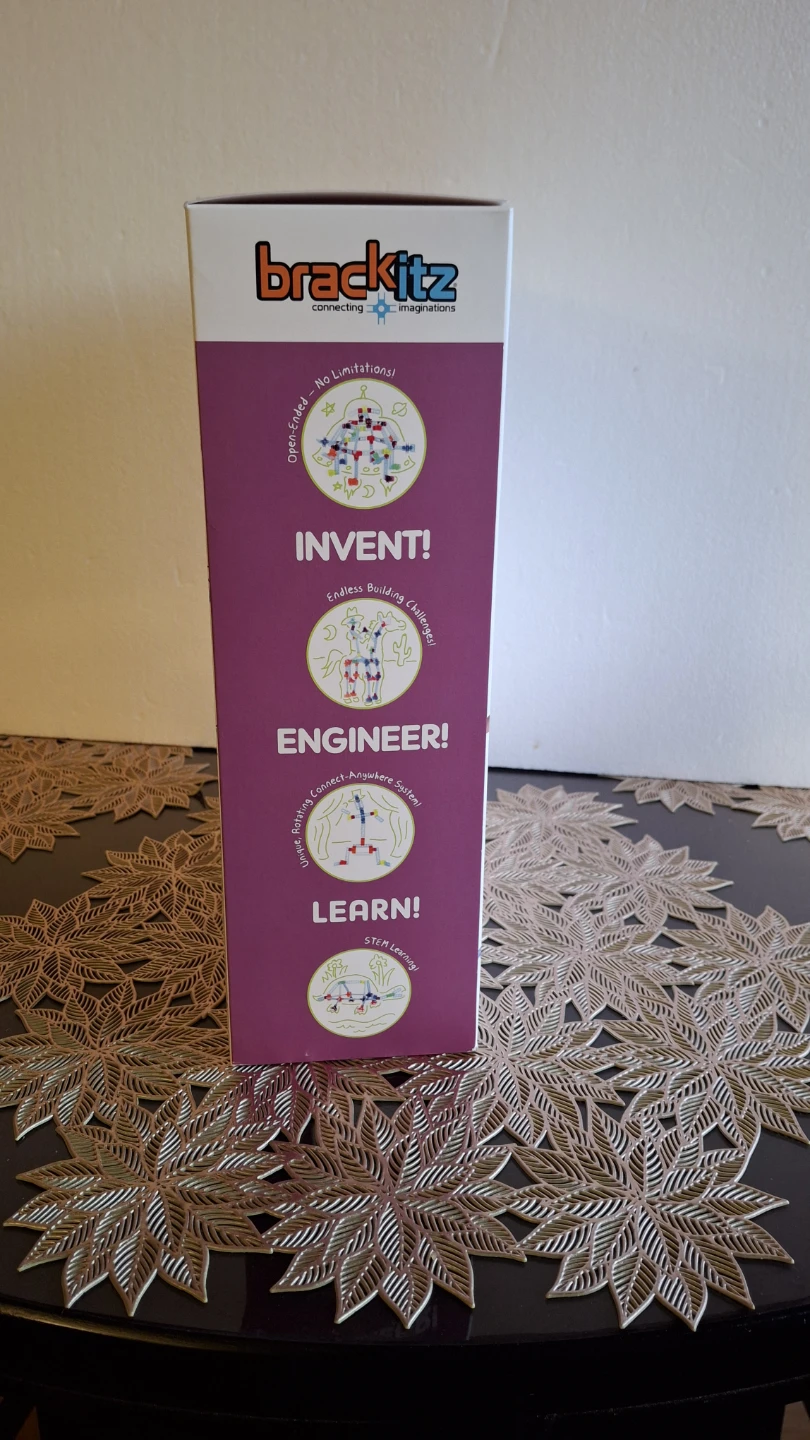 brackitz
connecting imaginations
Open-Ended – No Limitations!
INVENT!
Endless Building Challenges!
ENGINEER!
Unique, Rotating Connect-Anywhere System!
LEARN!
STEM Learning!